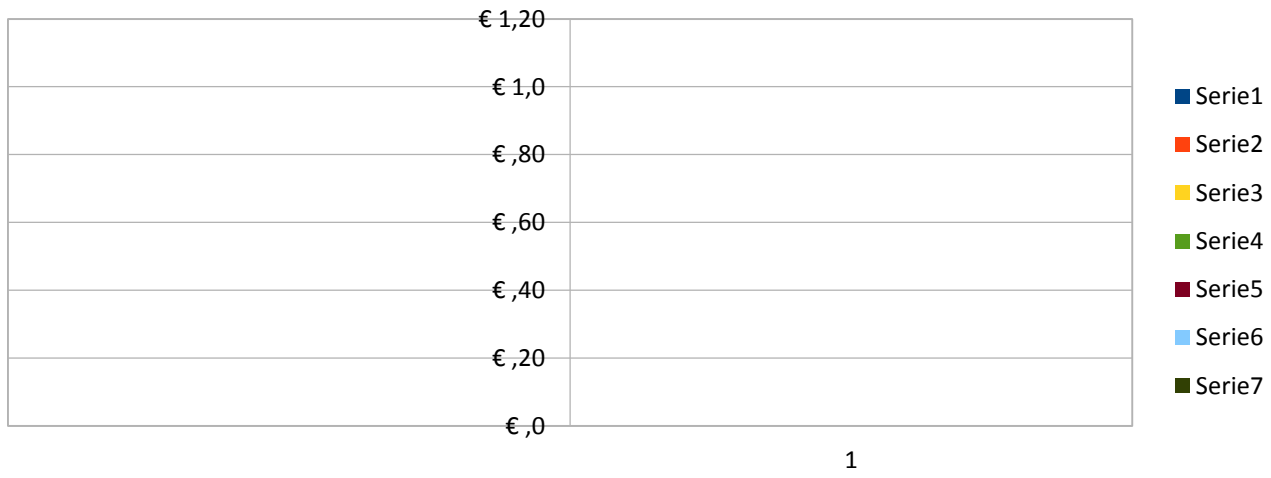 € 1,20
€ 1,0
€ ,80
€ ,60
€ ,40
€ ,20
€ ,0
1
Serie1
Serie2
Serie3
Serie4
Serie5
Serie6
Serie7